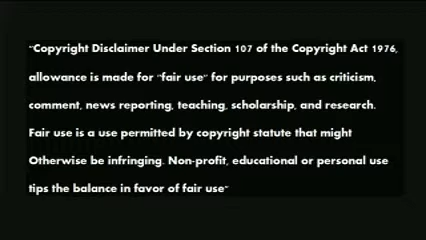 "Copyright Disclaimer Under Section 107 of the Copyright Act 1976,
allowance is made for "fair use" for purposes such as criticism,
comment, news reporting, teaching, scholarship, and research.
Fair use is a use permitted by copyright statute that might
Otherwise be infringing. Non-profit, educational or personal use
tips the balance in favor of fair use"